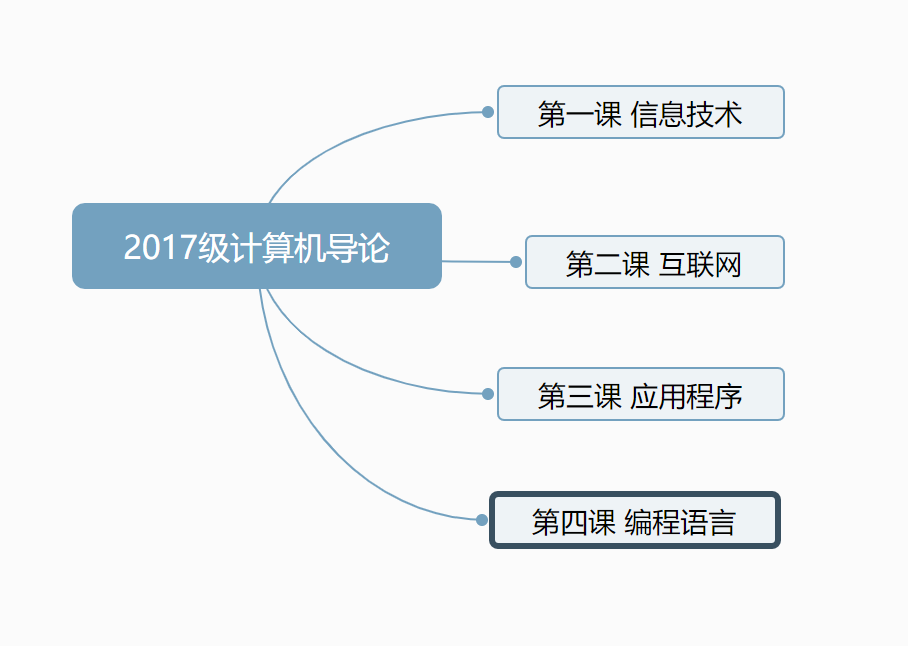 2017级计算机导论
第一课 信息技术
第二课 互联网
第三课 应用程序
第四课 编程语言